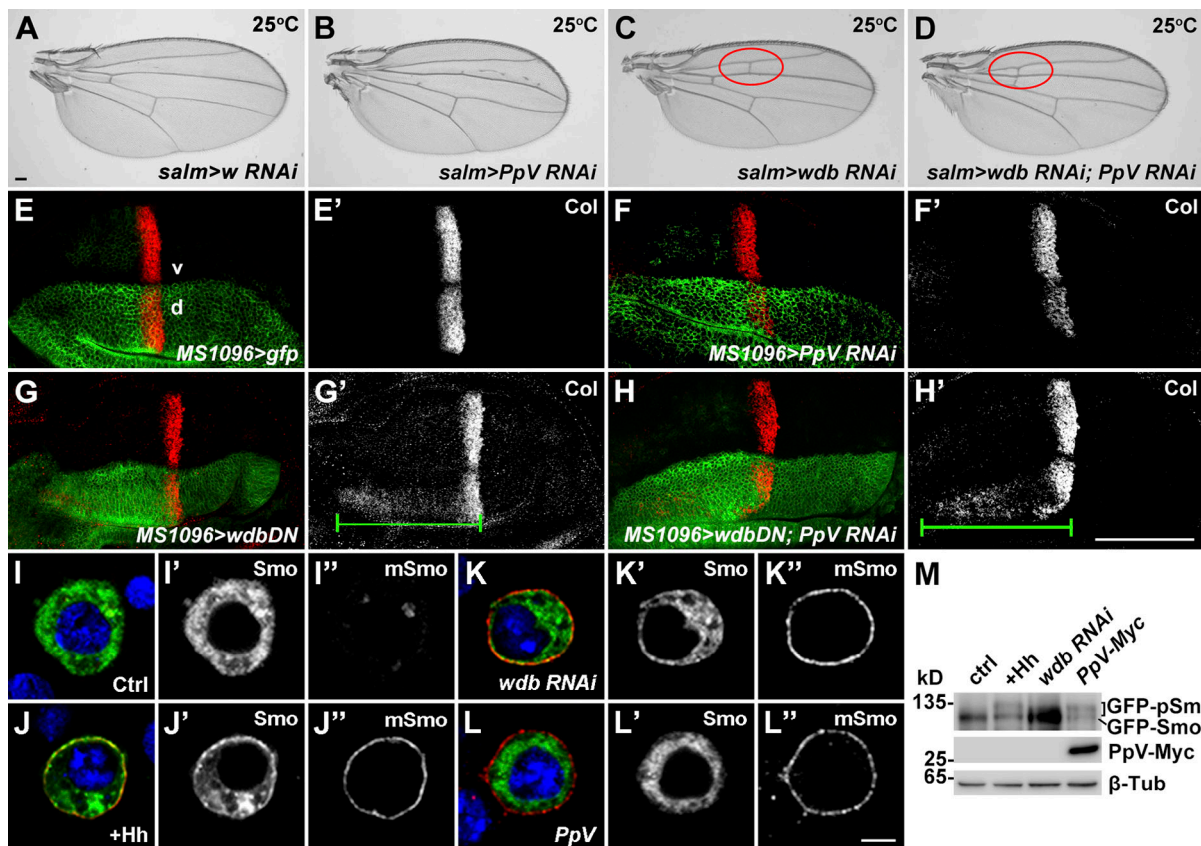 A 25°C B 25°C C 25°C D 25°C
salm>w RNAi salm>PpV RNAi salm>wdb RNAi salm>wdb RNAi; PpV RNAi
E E’ Col F F’ Col
v
d
MS1096>gfp MS1096>PpV RNAi
G G’ Col H H’ Col
MS1096>wdbDN MS1096>wdbDN; PpV RNAi
I I’ Smo I’’ mSmo K K’ Smo K’’ mSmo
Ctrl wdb RNAi
J J’ Smo J’’ mSmo L L’ Smo L’’ mSmo
+Hh PpV
M
ctrl +Hh wdb RNAi PpV-Myc
kD
135 GFP-pSm
GFP-Smo
25 PpV-Myc
65 β-Tub